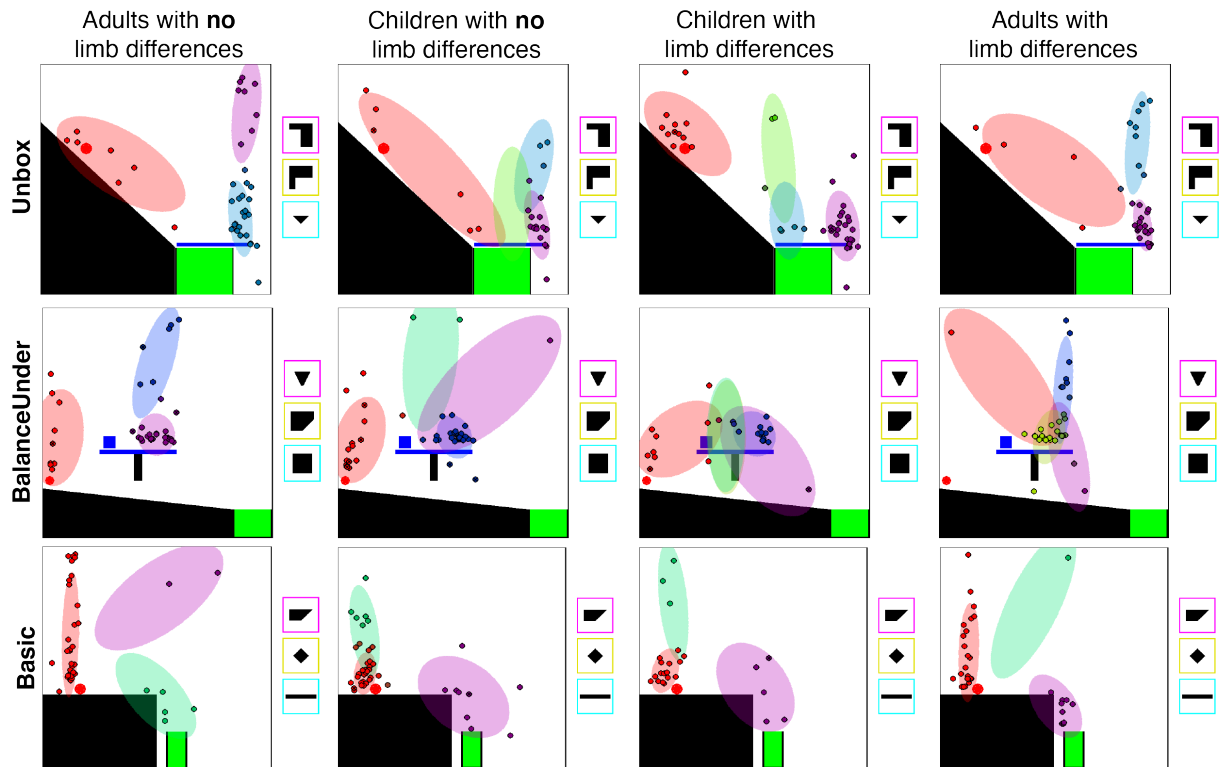 Adults with no
limb differences
Children with no
limb differences
Children with
limb differences
Adults with
limb differences
Unbox
BalanceUnder
Basic